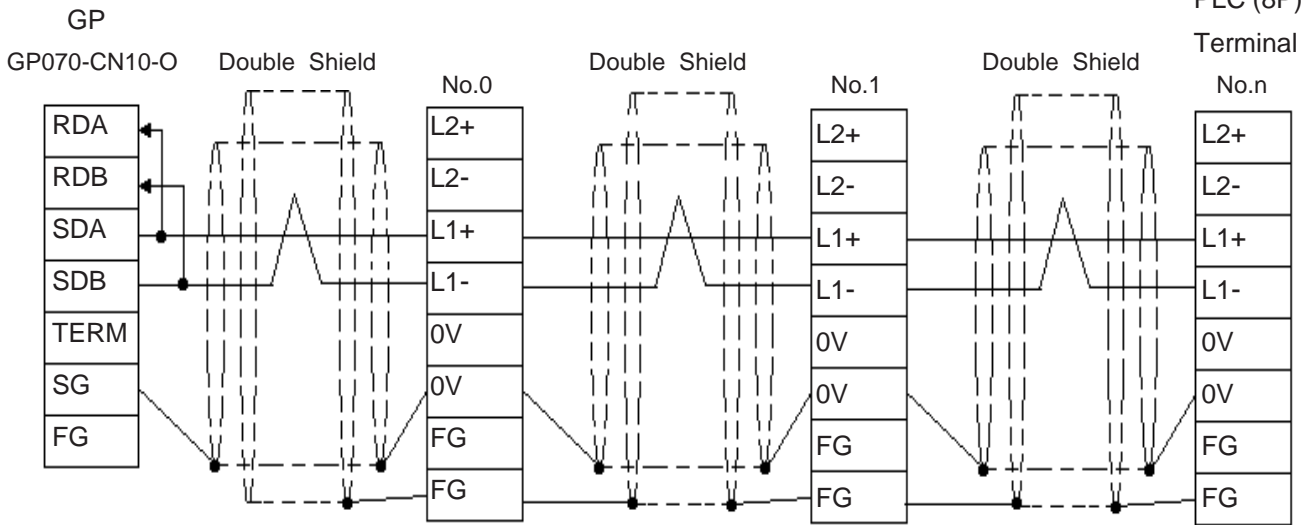 PLC (8P)
GP
Terminal
GP070-CN10-O
Double Shield
Double Shield
Double Shield
No.0
No.1
No.n
RDA
RDB
SDA
SDB
TERM
SG
FG
L2+
L2-
L1+
L1-
0V
0V
FG
FG
L2+
L2-
L1+
L1-
0V
0V
FG
FG
L2+
L2-
L1+
L1-
0V
0V
FG
FG